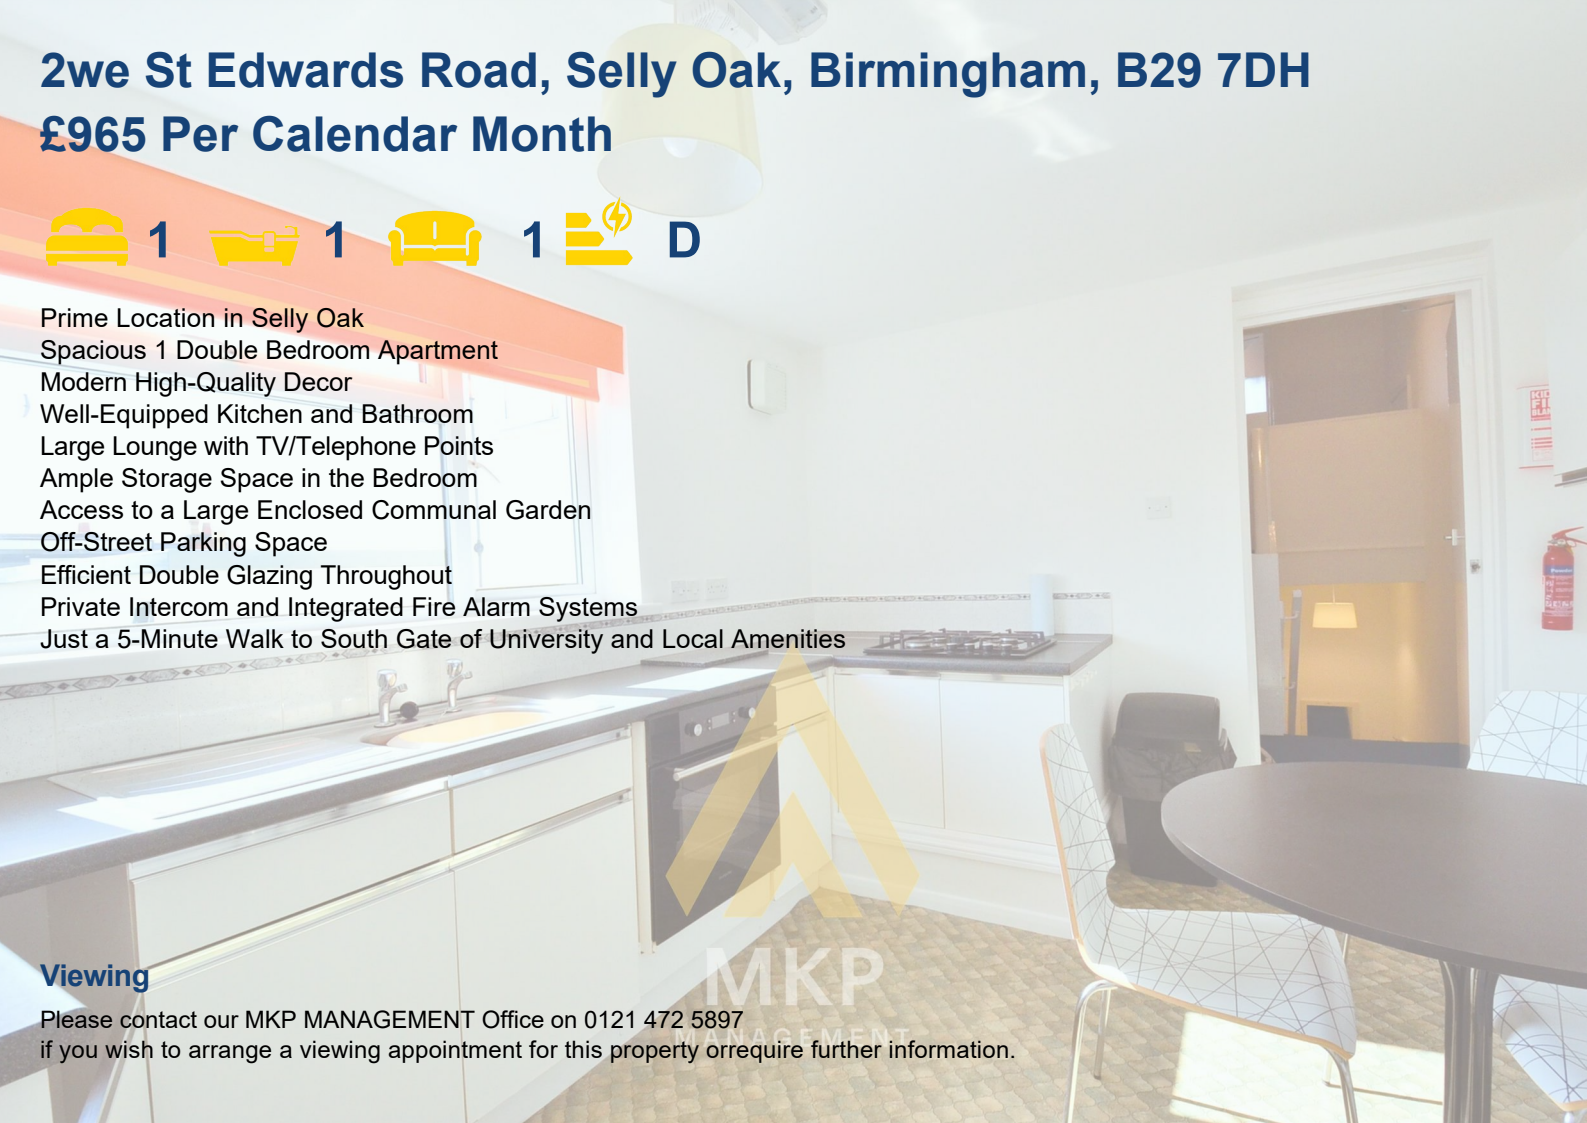 2we St Edwards Road, Selly Oak, Birmingham, B29 7DH
£965 Per Calendar Month
1 1 1 D
Prime Location in Selly Oak
Spacious 1 Double Bedroom Apartment
Modern High-Quality Decor
Well-Equipped Kitchen and Bathroom
Large Lounge with TV/Telephone Points
Ample Storage Space in the Bedroom
Access to a Large Enclosed Communal Garden
Off-Street Parking Space
Efficient Double Glazing Throughout
Private Intercom and Integrated Fire Alarm Systems
Just a 5-Minute Walk to South Gate of University and Local Amenities
MKP
MANAGEMENT
Viewing
Please contact our MKP MANAGEMENT Office on 0121 472 5897
if you wish to arrange a viewing appointment for this property orrequire further information.